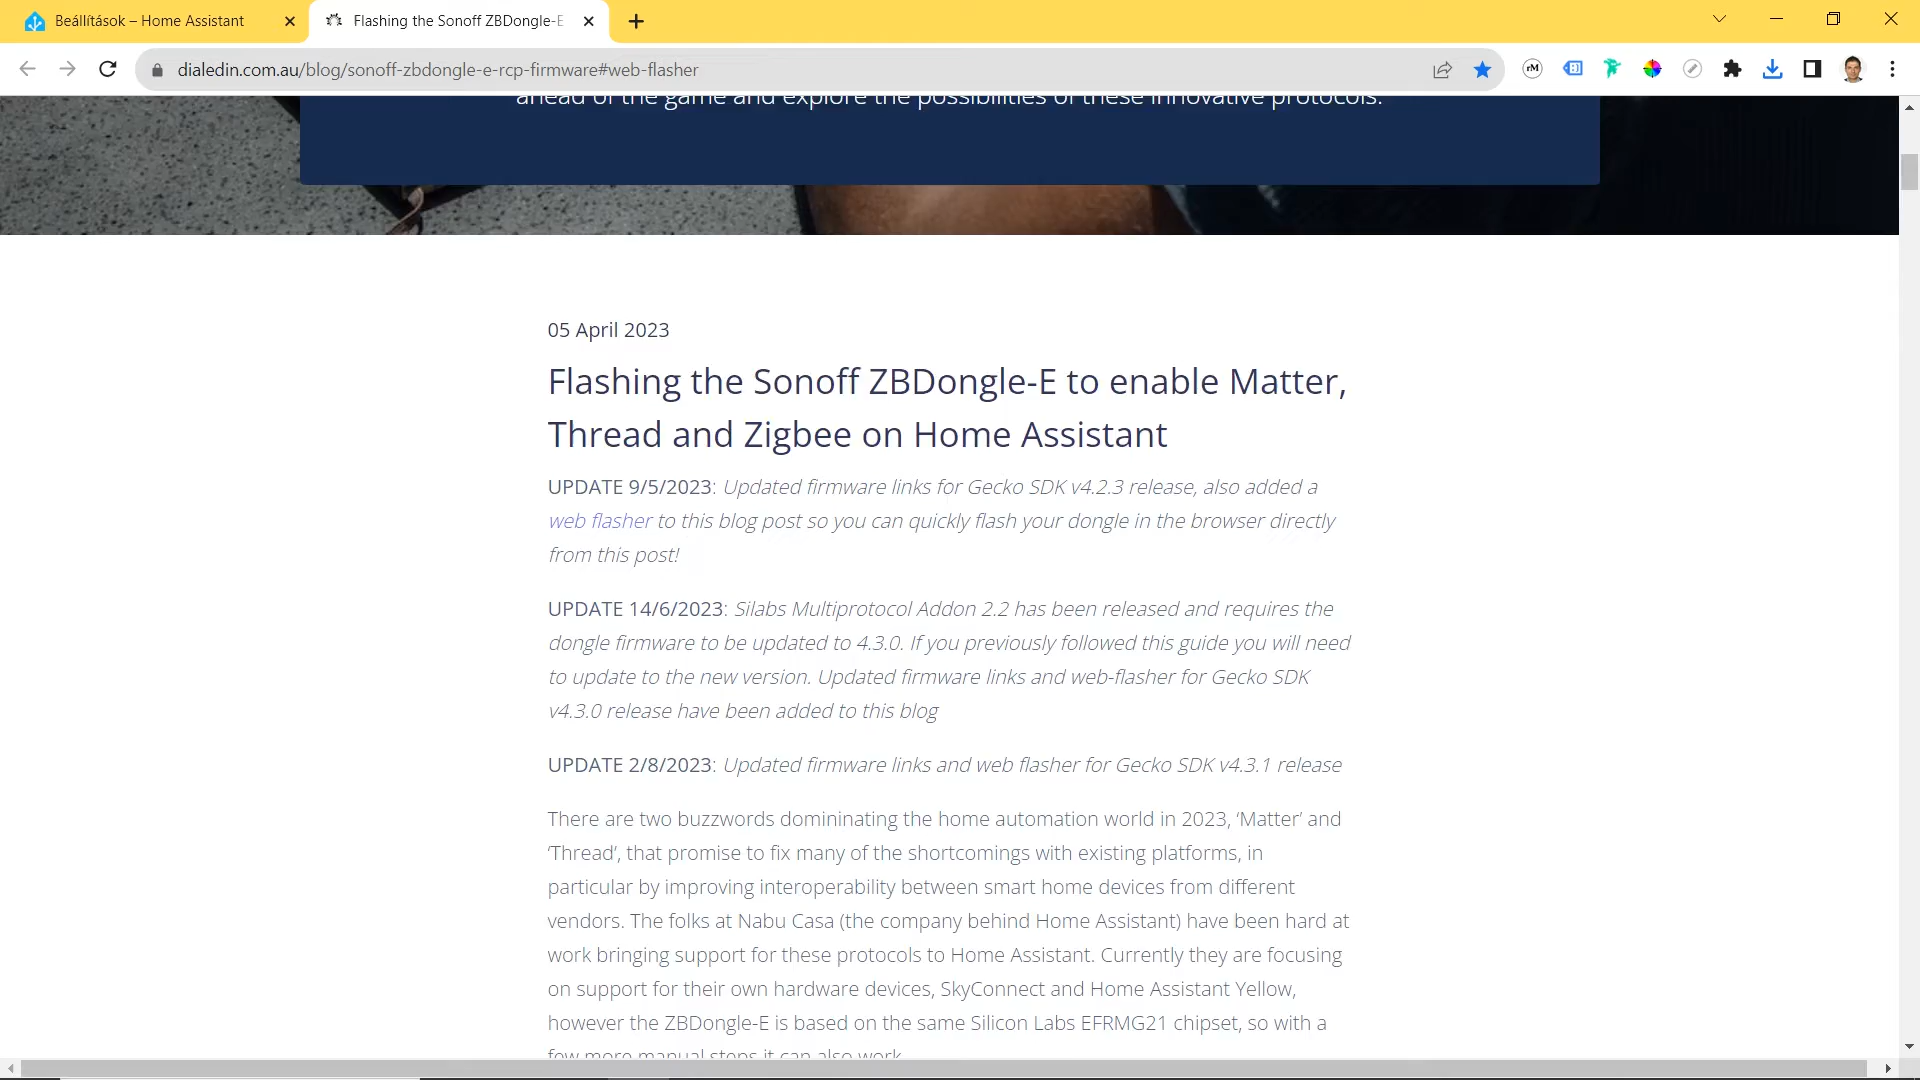 Beállítások – Home Assistant
Flashing the Sonoff ZBDongle-E
dialedin.com.au/blog/sonoff-zbdongle-e-rcp-firmware#web-flasher
rM
ahead of the game and explore the possibilities of these innovative protocols.
05 April 2023
Flashing the Sonoff ZBDongle-E to enable Matter,
Thread and Zigbee on Home Assistant
UPDATE 9/5/2023: Updated firmware links for Gecko SDK v4.2.3 release, also added a
web flasher to this blog post so you can quickly flash your dongle in the browser directly
from this post!
UPDATE 14/6/2023: Silabs Multiprotocol Addon 2.2 has been released and requires the
dongle firmware to be updated to 4.3.0. If you previously followed this guide you will need
to update to the new version. Updated firmware links and web-flasher for Gecko SDK
v4.3.0 release have been added to this blog
UPDATE 2/8/2023: Updated firmware links and web flasher for Gecko SDK v4.3.1 release
There are two buzzwords domininating the home automation world in 2023, ‘Matter’ and
‘Thread’, that promise to fix many of the shortcomings with existing platforms, in
particular by improving interoperability between smart home devices from different
vendors. The folks at Nabu Casa (the company behind Home Assistant) have been hard at
work bringing support for these protocols to Home Assistant. Currently they are focusing
on support for their own hardware devices, SkyConnect and Home Assistant Yellow,
however the ZBDongle-E is based on the same Silicon Labs EFRMG21 chipset, so with a
few more manual steps it can also work.